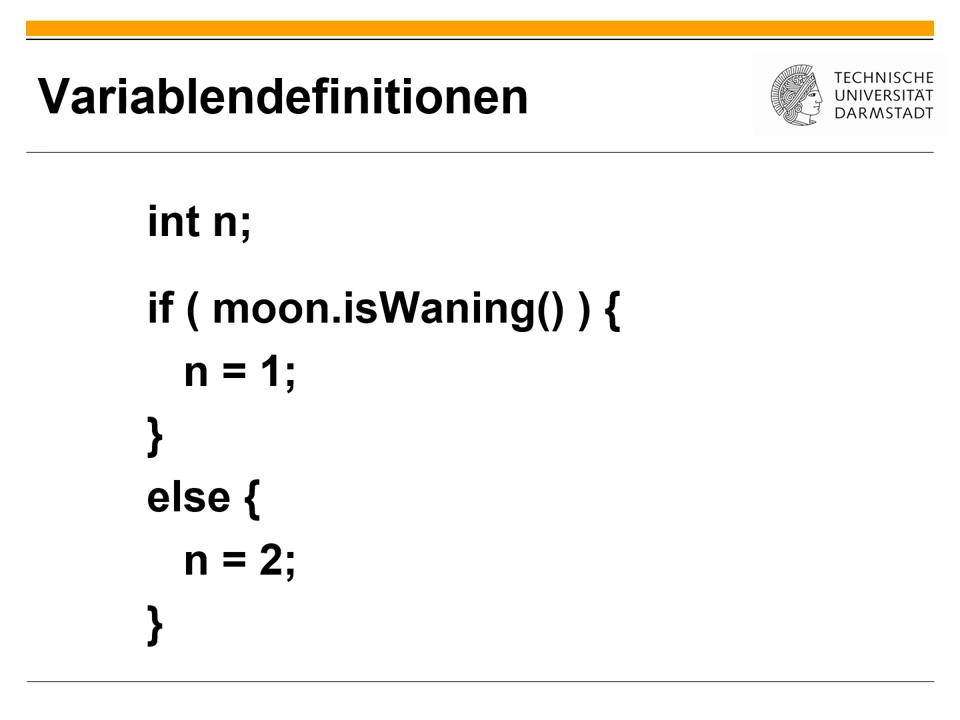 Variablendefinitionen
TECHNISCHE
UNIVERSITÄT
DARMSTADT
int n;
if ( moon.isWaning() ) {
n = 1;
}
else {
n = 2;
}